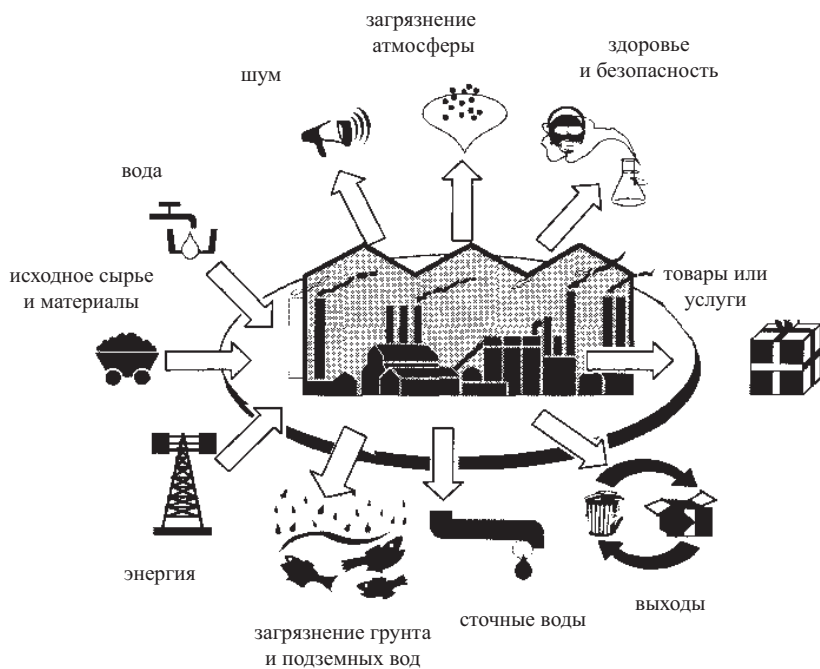 загрязнение
атмосферы
здоровье
и безопасность
шум
вода
исходное сырье
и материалы
товары или
услуги
энергия
загрязнение грунта
и подземных вод
сточные воды
выходы